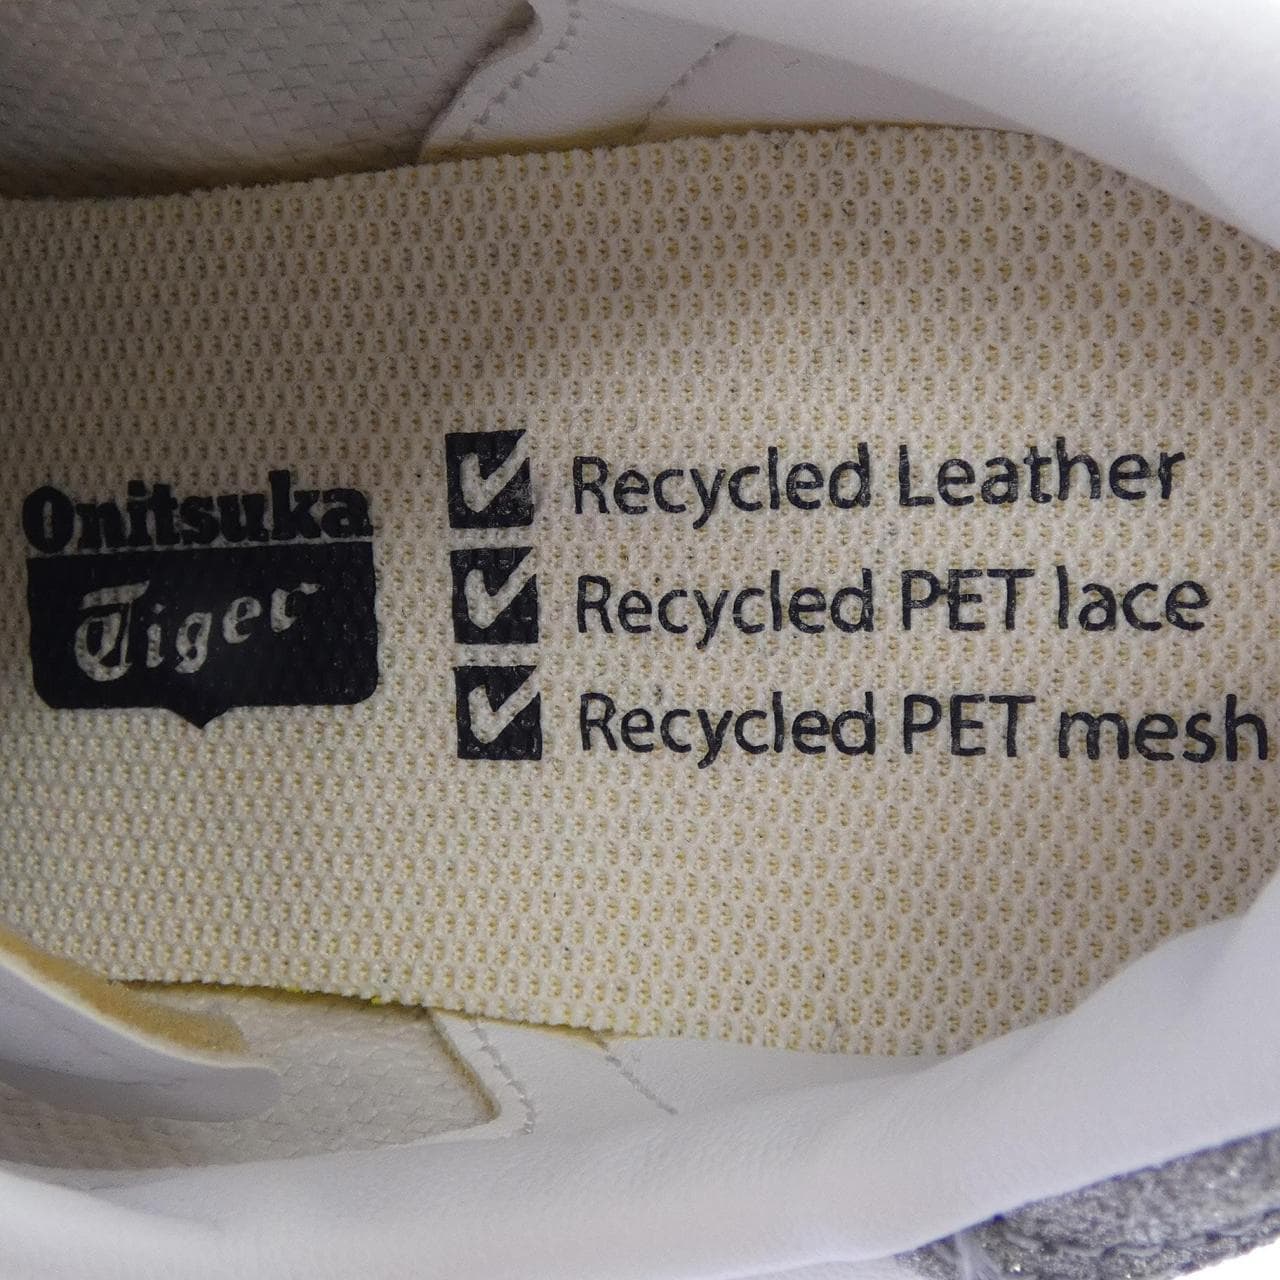 Onitsuka
Tiger
Recycled Leather
Recycled PET lace
Recycled PET mesh